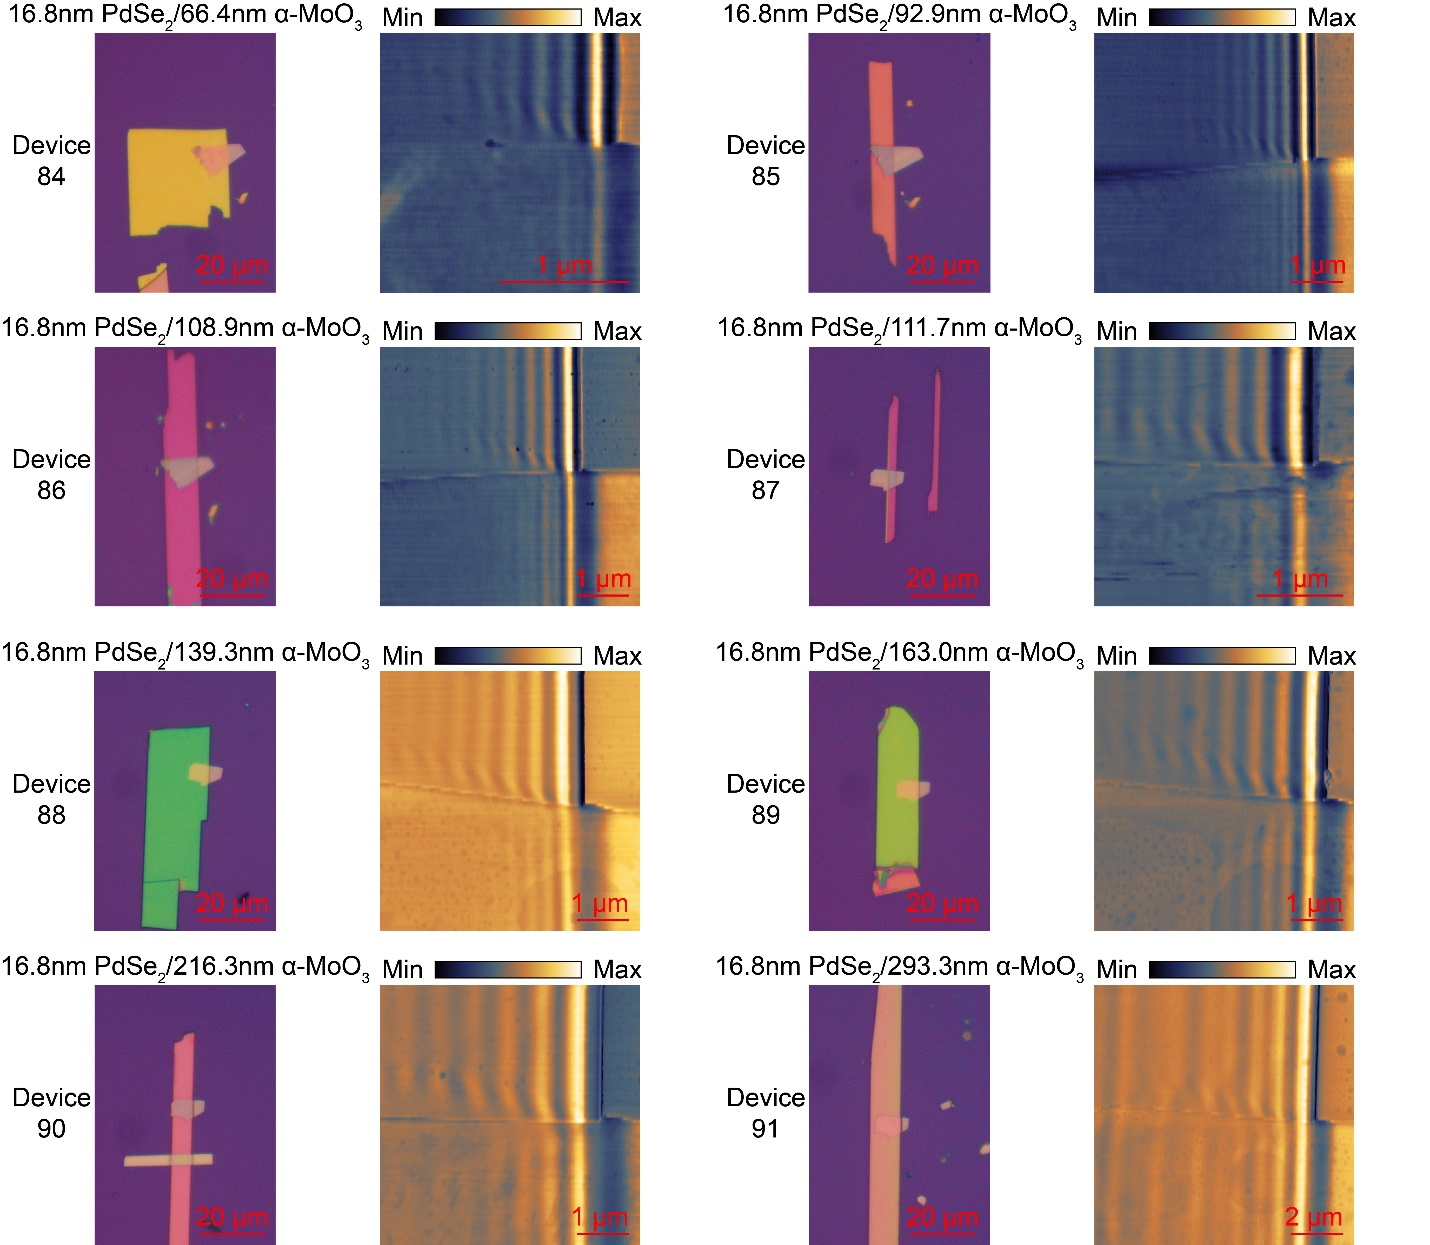 16.8nm PdSe₂/66.4nm α-MoO₃ Min Max
16.8nm PdSe₂/92.9nm α-MoO₃ Min Max
Device
84
20 μm
1 μm
Device
85
20 μm
1 μm
16.8nm PdSe₂/108.9nm α-MoO₃ Min Max
16.8nm PdSe₂/111.7nm α-MoO₃ Min Max
Device
86
20 μm
1 μm
Device
87
20 μm
1 μm
16.8nm PdSe₂/139.3nm α-MoO₃ Min Max
16.8nm PdSe₂/163.0nm α-MoO₃ Min Max
Device
88
20 μm
1 μm
Device
89
20 μm
1 μm
16.8nm PdSe₂/216.3nm α-MoO₃ Min Max
16.8nm PdSe₂/293.3nm α-MoO₃ Min Max
Device
90
20 μm
1 μm
Device
91
20 μm
2 μm